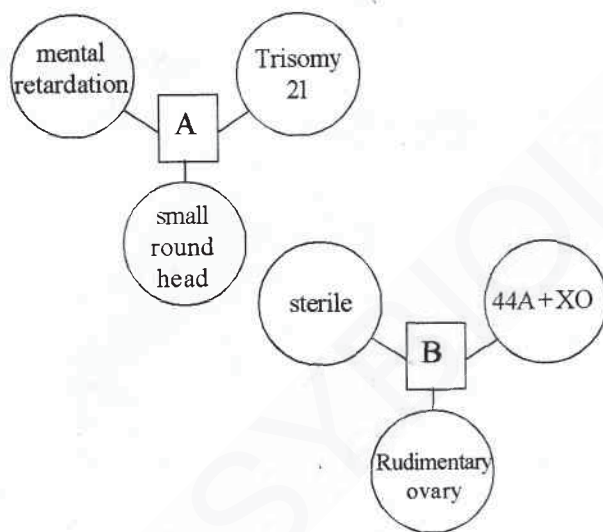 mental
retardation
Trisomy
21
A
small
round
head
sterile
44A+XO
B
Rudimentary
ovary